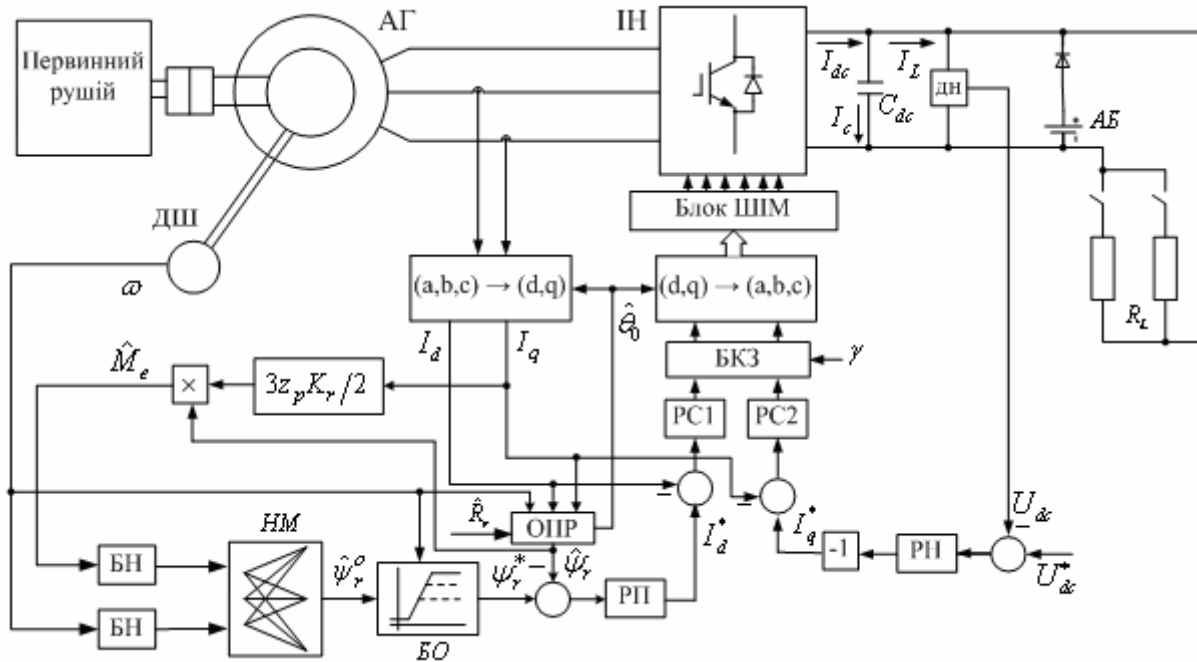 АГ
ІН
Первинний
рушій
I_dc
I_L
I_c
C_dc
ДН
АБ
+
Блок ШІМ
ДШ
ω
(a,b,c) → (d,q)
(d,q) → (a,b,c)
θ̂_0
R_L
I_d
I_q
БКЗ
γ
M̂_e
×
3z_p K_r/2
РС1
РС2
-
-
R̂_r
ОПР
I_d^*
I_q^*
-1
РН
U_dc
-
U_dc^*
НМ
БН
БН
ψ̂_r^o
БО
ψ_r^*
-
ψ̂_r
РП